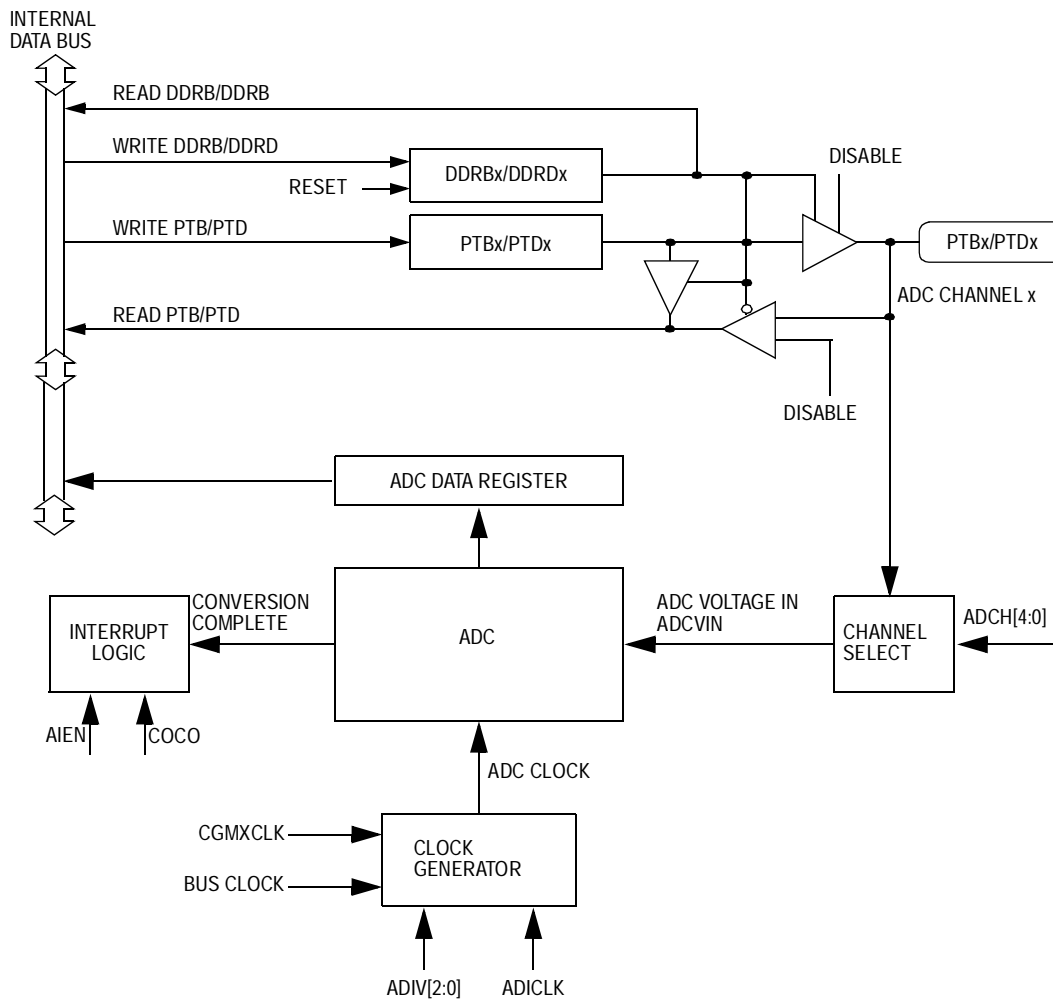 INTERNAL
DATA BUS
READ DDRB/DDRB
WRITE DDRB/DDRD
DISABLE
RESET
DDRBx/DDRDx
WRITE PTB/PTD
PTBx/PTDx
PTBx/PTDx
ADC CHANNEL x
READ PTB/PTD
DISABLE
ADC DATA REGISTER
INTERRUPT
LOGIC
CONVERSION
COMPLETE
ADC
ADC VOLTAGE IN
ADCVIN
CHANNEL
SELECT
ADCH[4:0]
AIEN
COCO
ADC CLOCK
CGMXCLK
BUS CLOCK
CLOCK
GENERATOR
ADIV[2:0]
ADICLK